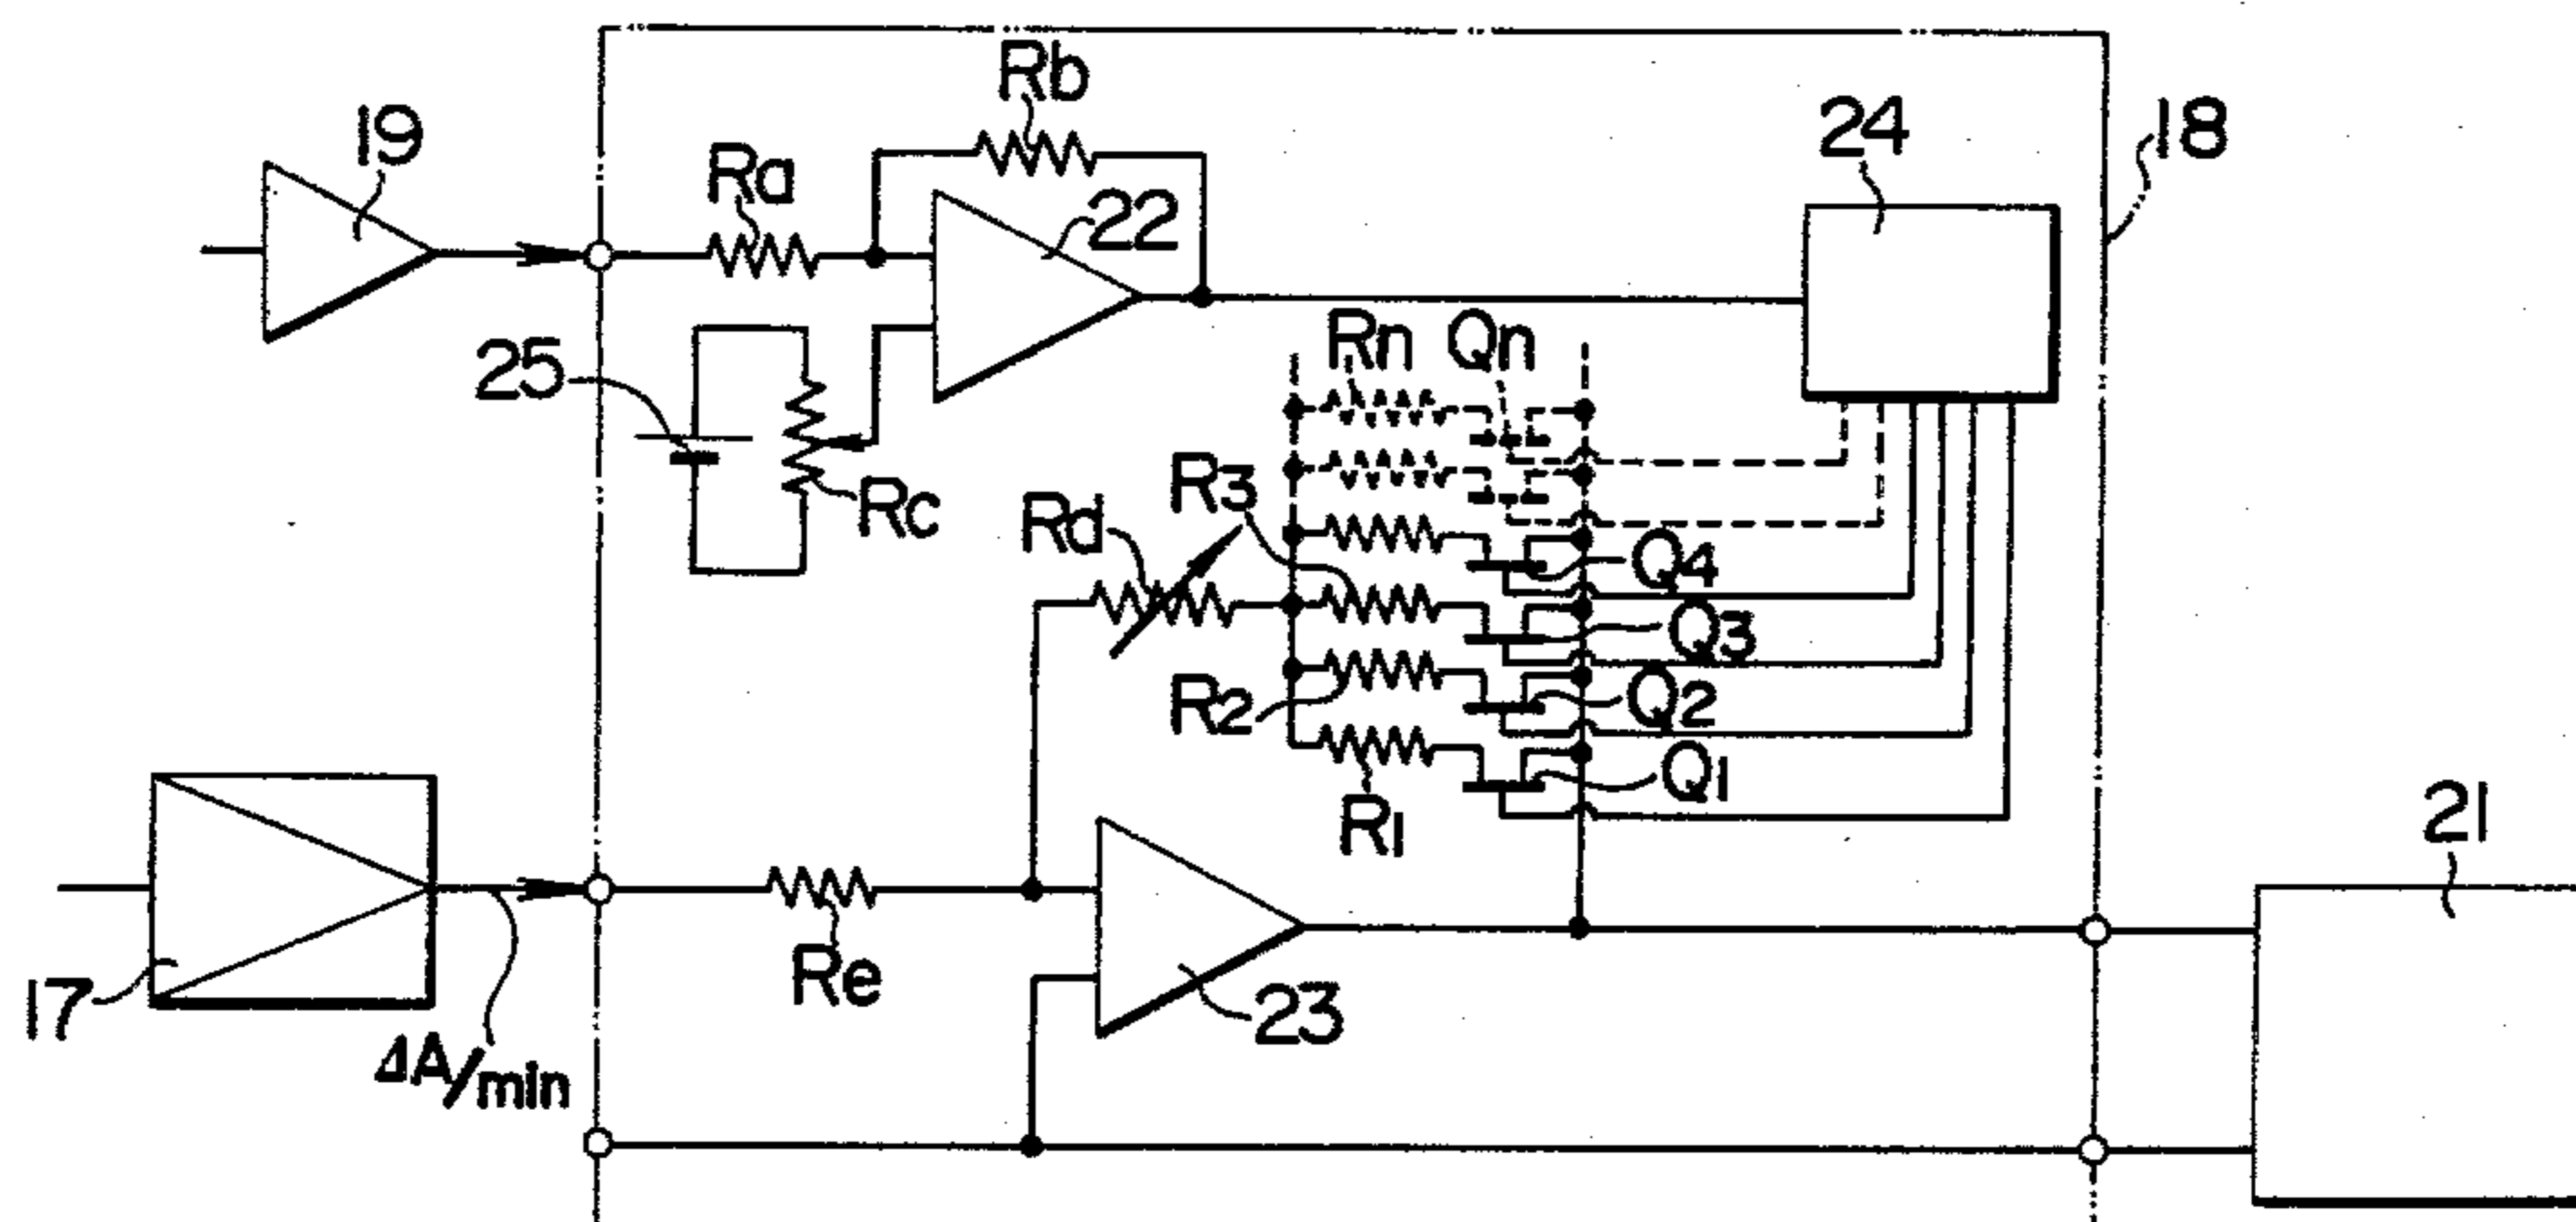 Rb
19
Ra
24
18
22
25
Rn
Qn
Rc
R3
Rd
Q4
Q3
R2
Q2
Q1
R1
21
17
Re
23
ΔA/min